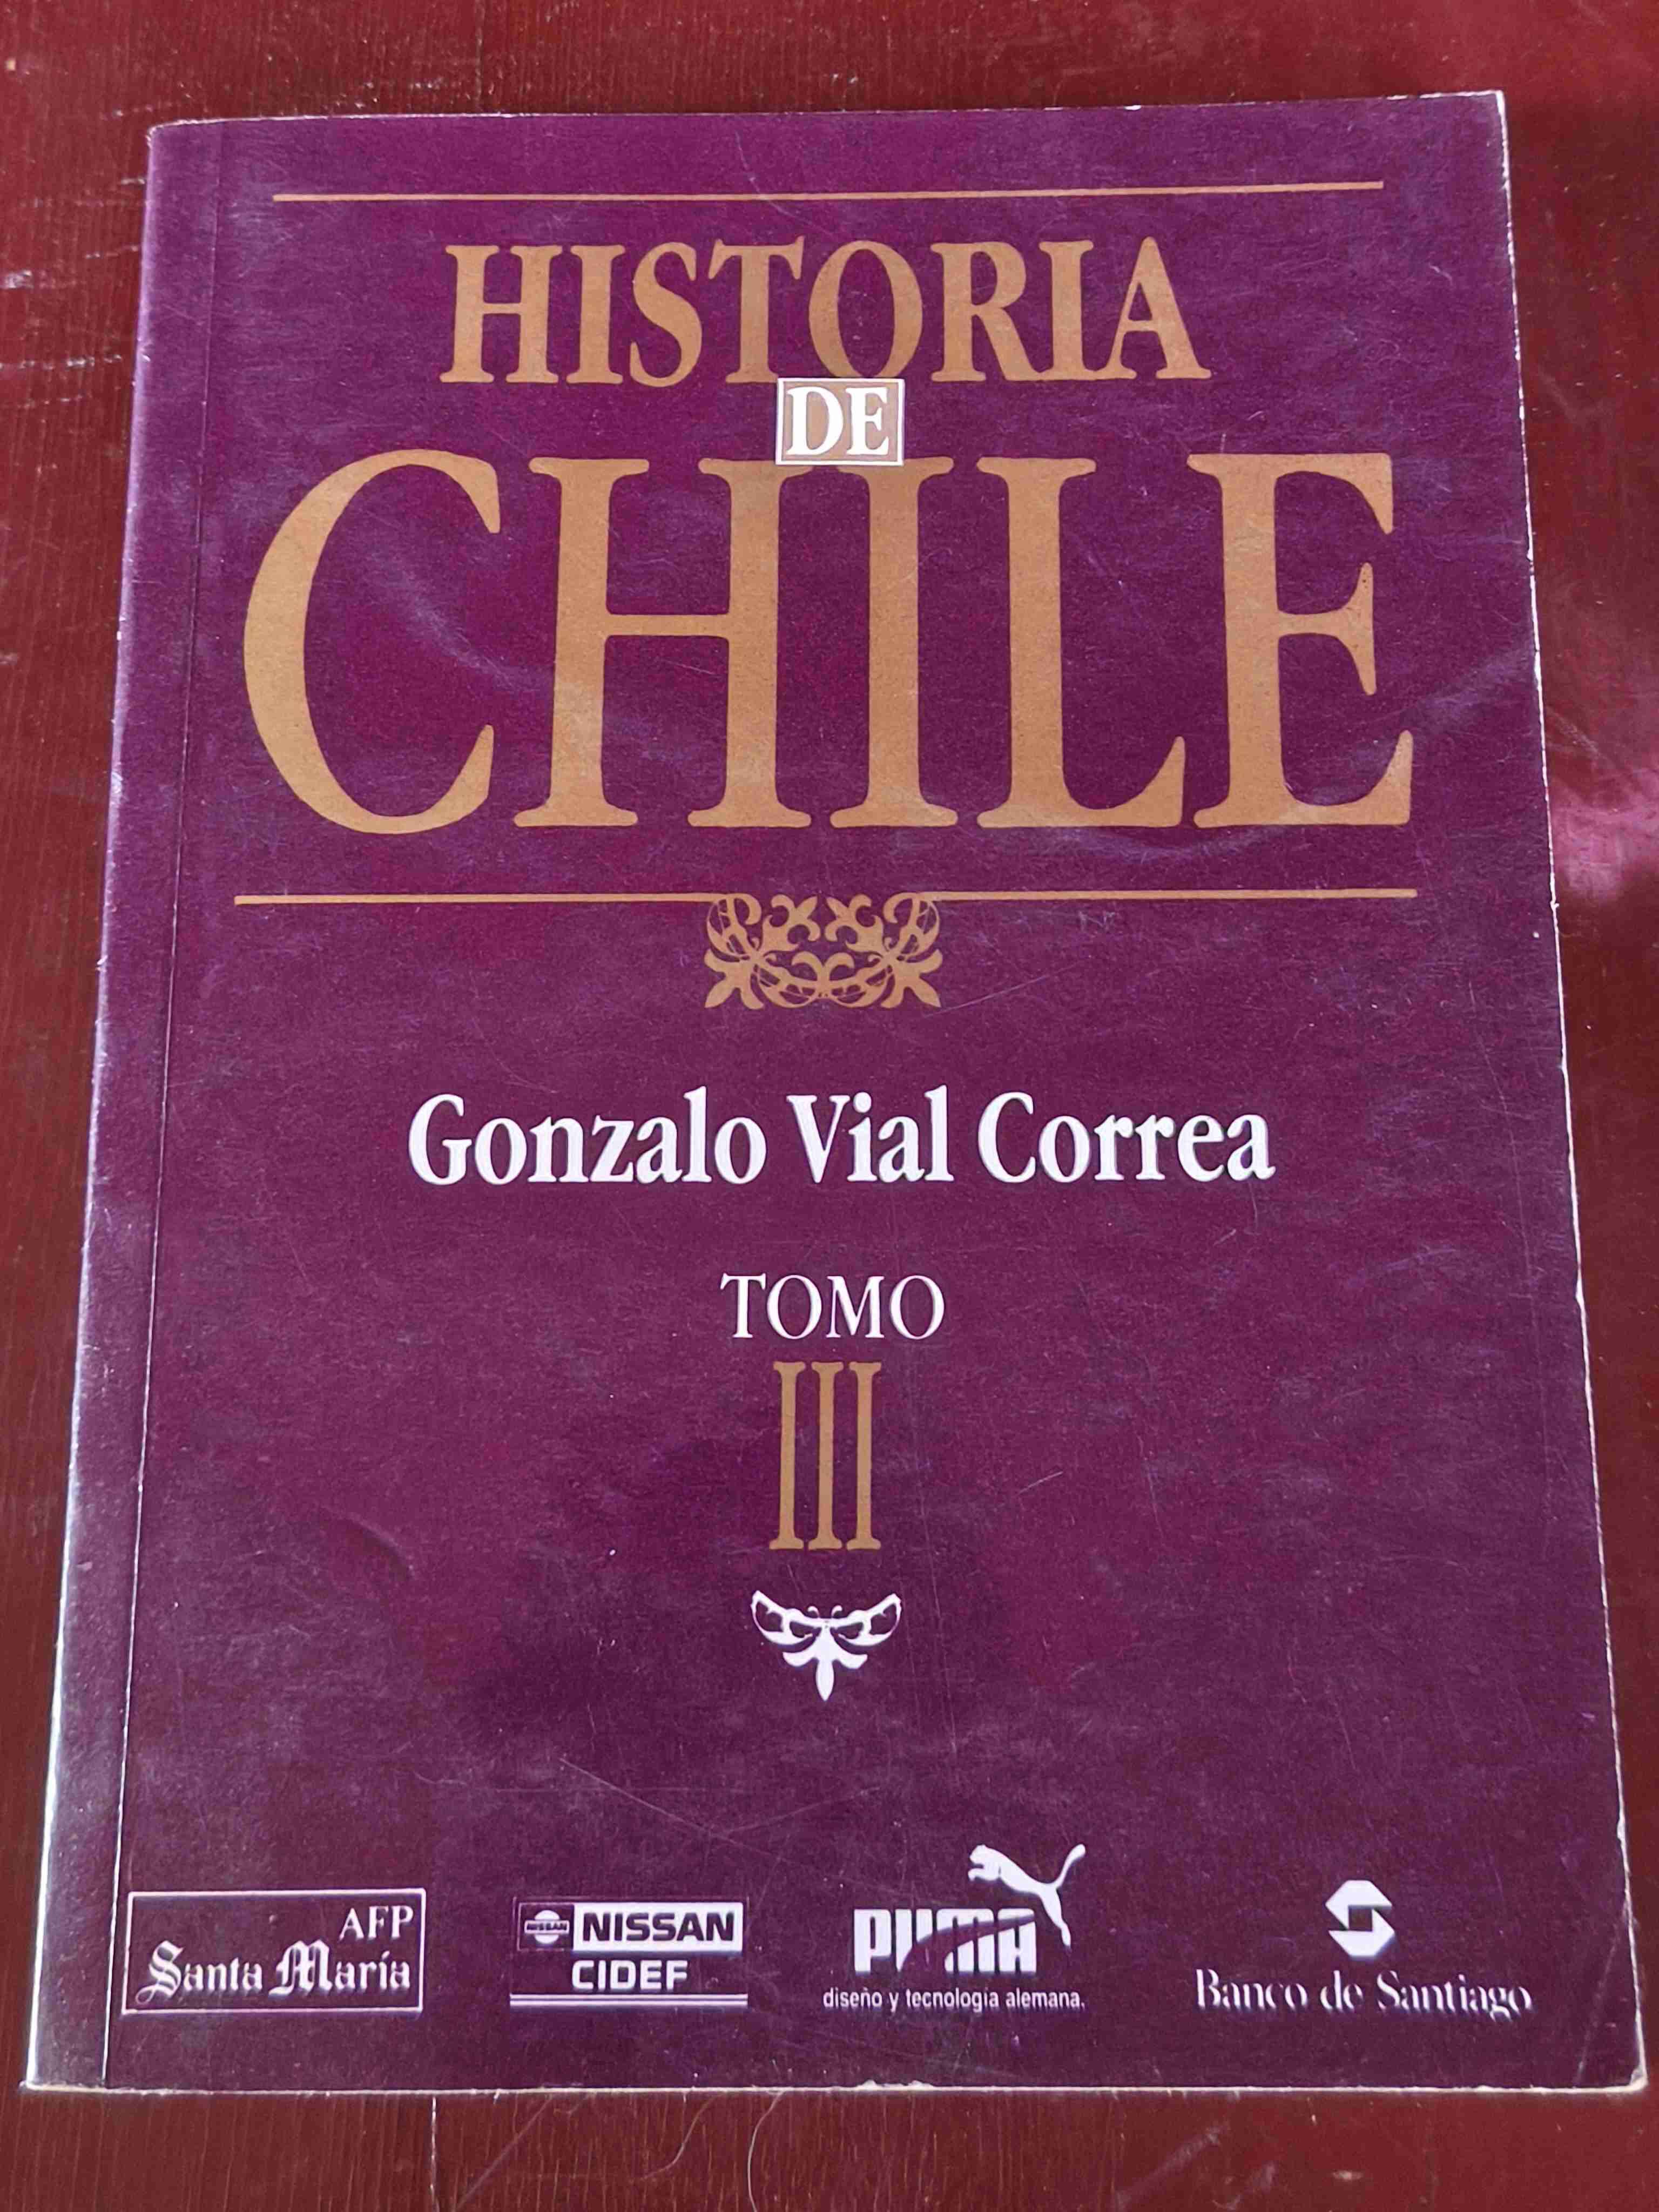 HISTORIA
DE
CHILE
Gonzalo Vial Correa
TOMO
III
AFP
Santa María
NISSAN NISSAN
CIDEF
PUMA
diseño y tecnología alemana.
Banco de Santiago